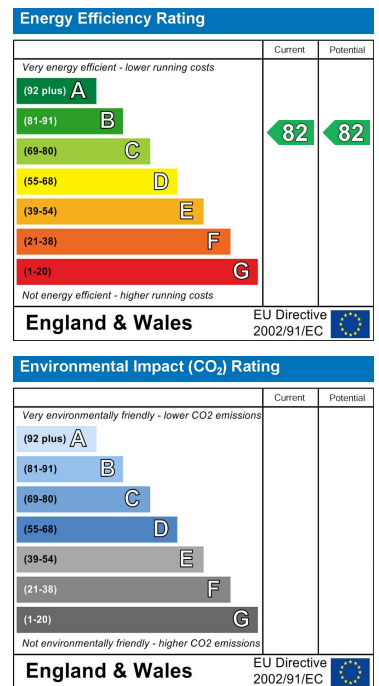 Energy Efficiency Rating
Current Potential
Very energy efficient - lower running costs
(92 plus) A
(81-91) B
82 82
(69-80) C
(55-68) D
(39-54) E
(21-38) F
(1-20) G
Not energy efficient - higher running costs
England & Wales
EU Directive
2002/91/EC
Environmental Impact (CO₂) Rating
Current Potential
Very environmentally friendly - lower CO2 emissions
(92 plus) A
(81-91) B
(69-80) C
(55-68) D
(39-54) E
(21-38) F
(1-20) G
Not environmentally friendly - higher CO2 emissions
England & Wales
EU Directive
2002/91/EC